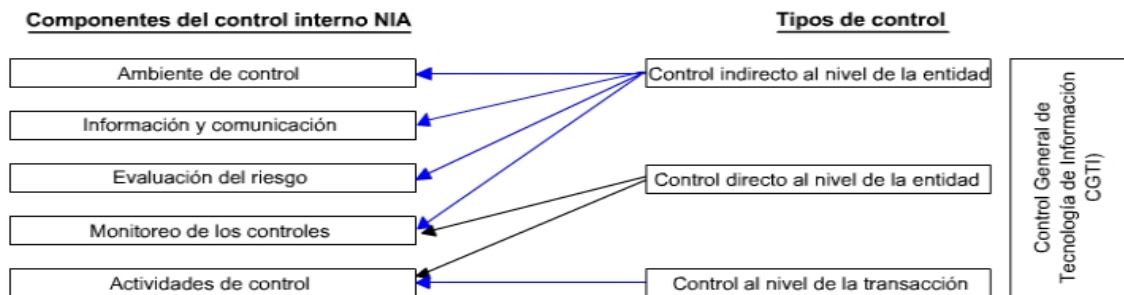 Componentes del control interno NIA
Tipos de control
Ambiente de control
Control indirecto al nivel de la entidad
Información y comunicación
Evaluación del riesgo
Control directo al nivel de la entidad
Monitoreo de los controles
Actividades de control
Control al nivel de la transacción
Control General de
Tecnología de Información
CGTI)